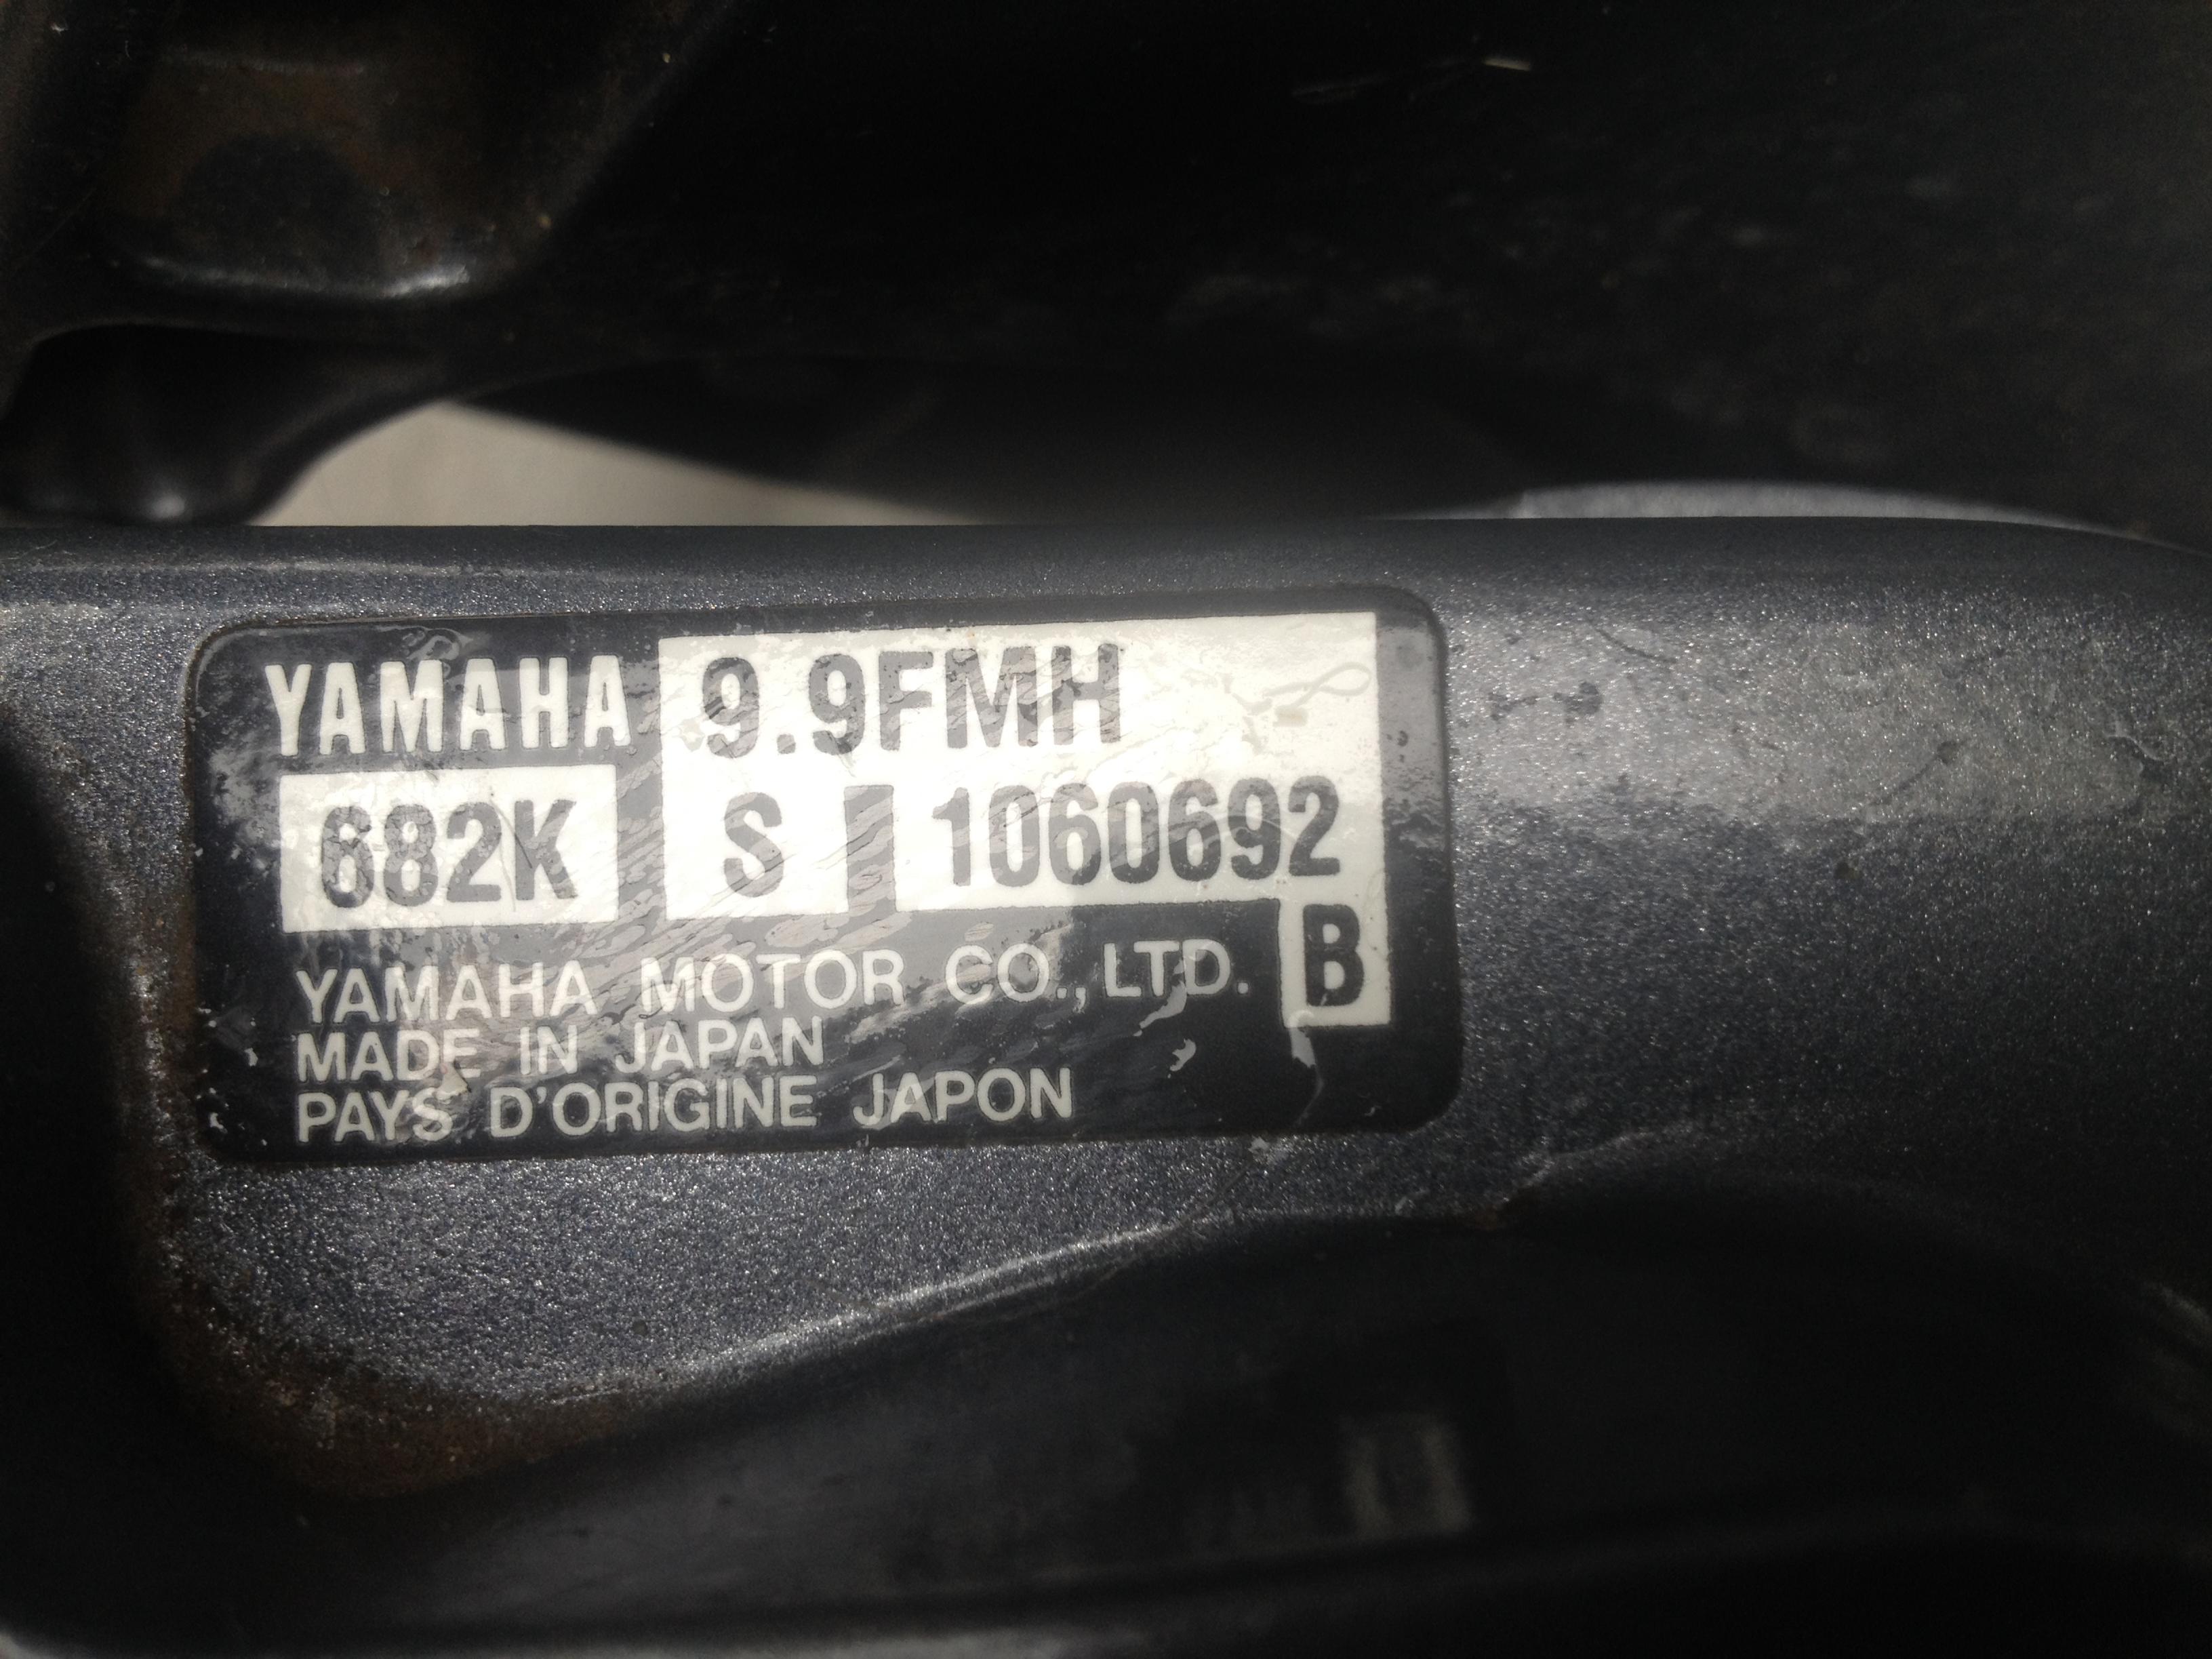 YAMAHA 9.9FMH
682K S 1060692
B
YAMAHA MOTOR CO.,LTD.
MADE IN JAPAN
PAYS D'ORIGINE JAPON